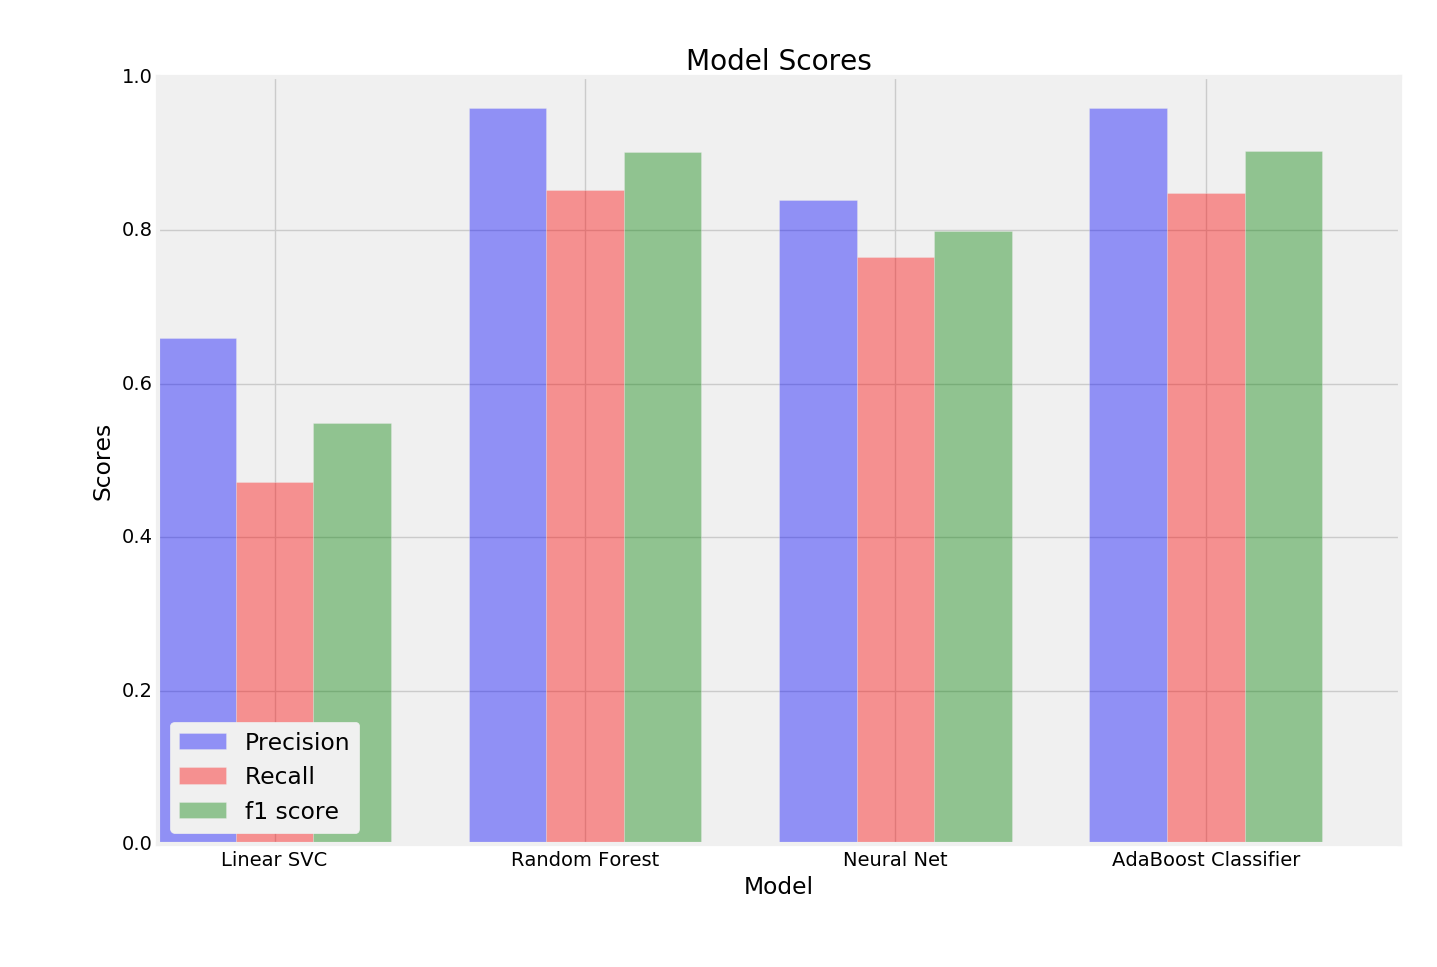 Model Scores
1.0
0.8
0.6
0.4
0.2
0.0
Scores
Precision
Recall
f1 score
Linear SVC
Random Forest
Neural Net
AdaBoost Classifier
Model